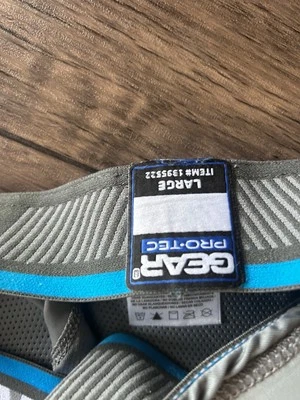 GEAR
PRO·TEC
LARGE
ITEM# 1395522